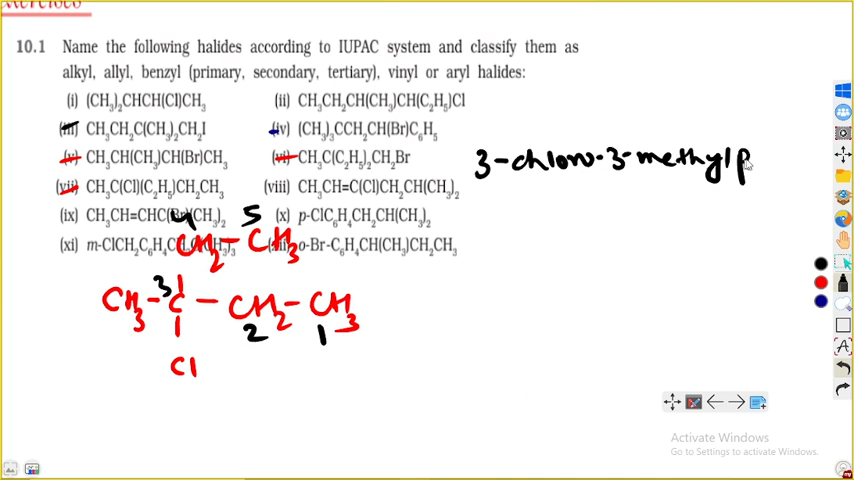 Exercises
10.1 Name the following halides according to IUPAC system and classify them as
alkyl, allyl, benzyl (primary, secondary, tertiary), vinyl or aryl halides:
(i) (CH₃)₂CHCH(Cl)CH₃ (ii) CH₃CH₂CH(CH₃)CH(C₂H₅)Cl
(iii) CH₃CH₂C(CH₃)₂CH₂I (iv) (CH₃)₃CCH₂CH(Br)C₆H₅
(v) CH₃CH(CH₃)CH(Br)CH₃ (vi) CH₃C(C₂H₅)₂CH₂Br
(vii) CH₃C(Cl)(C₂H₅)CH₂CH₃ (viii) CH₃CH=C(Cl)CH₂CH(CH₃)₂
(ix) CH₃CH=CHC(Br)(CH₃)₂ (x) p-ClC₆H₄CH₂CH(CH₃)₂
(xi) m-ClCH₂C₆H₄CH₂C(CH₃)₃ (xii) o-Br-C₆H₄CH(CH₃)CH₂CH₃
3-chloro-3-methyl p
4 5
CH₂-CH₃
CH₃-C-CH₂-CH₃
3 2 1
Cl
Activate Windows
Go to Settings to activate Windows.